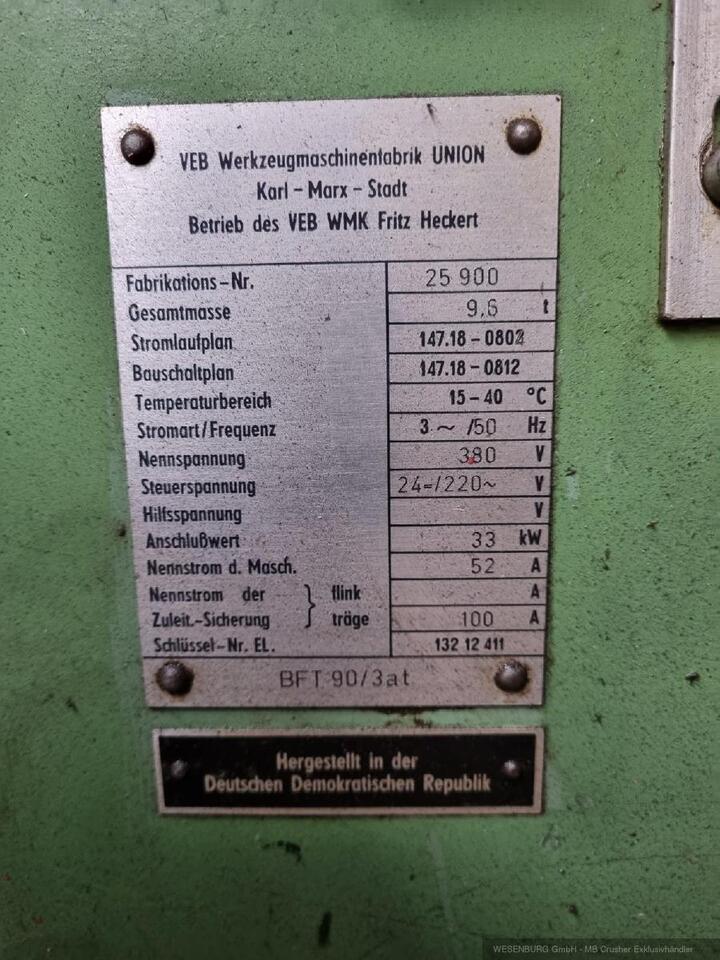 VEB Werkzeugmaschinenfabrik UNION
Karl - Marx - Stadt
Betrieb des VEB WMK Fritz Heckert
Fabrikations-Nr. 25 900
Gesamtmasse 9,6 t
Stromlaufplan 147.18 - 0802
Bauschaltplan 147.18 - 0812
Temperaturbereich 15 - 40 °C
Stromart/Frequenz 3 ~ /50 Hz
Nennspannung 380 V
Steuerspannung 24=/220~ V
Hilfsspannung V
Anschlußwert 33 kW
Nennstrom d. Masch. 52 A
Nennstrom der } flink A
Zuleit.-Sicherung träge 100 A
Schlüssel-Nr. EL. 132 12 411
BFT 90/3at
Hergestellt in der
Deutschen Demokratischen Republik
WESENBURG GmbH - MB Crusher Exklusivhändler